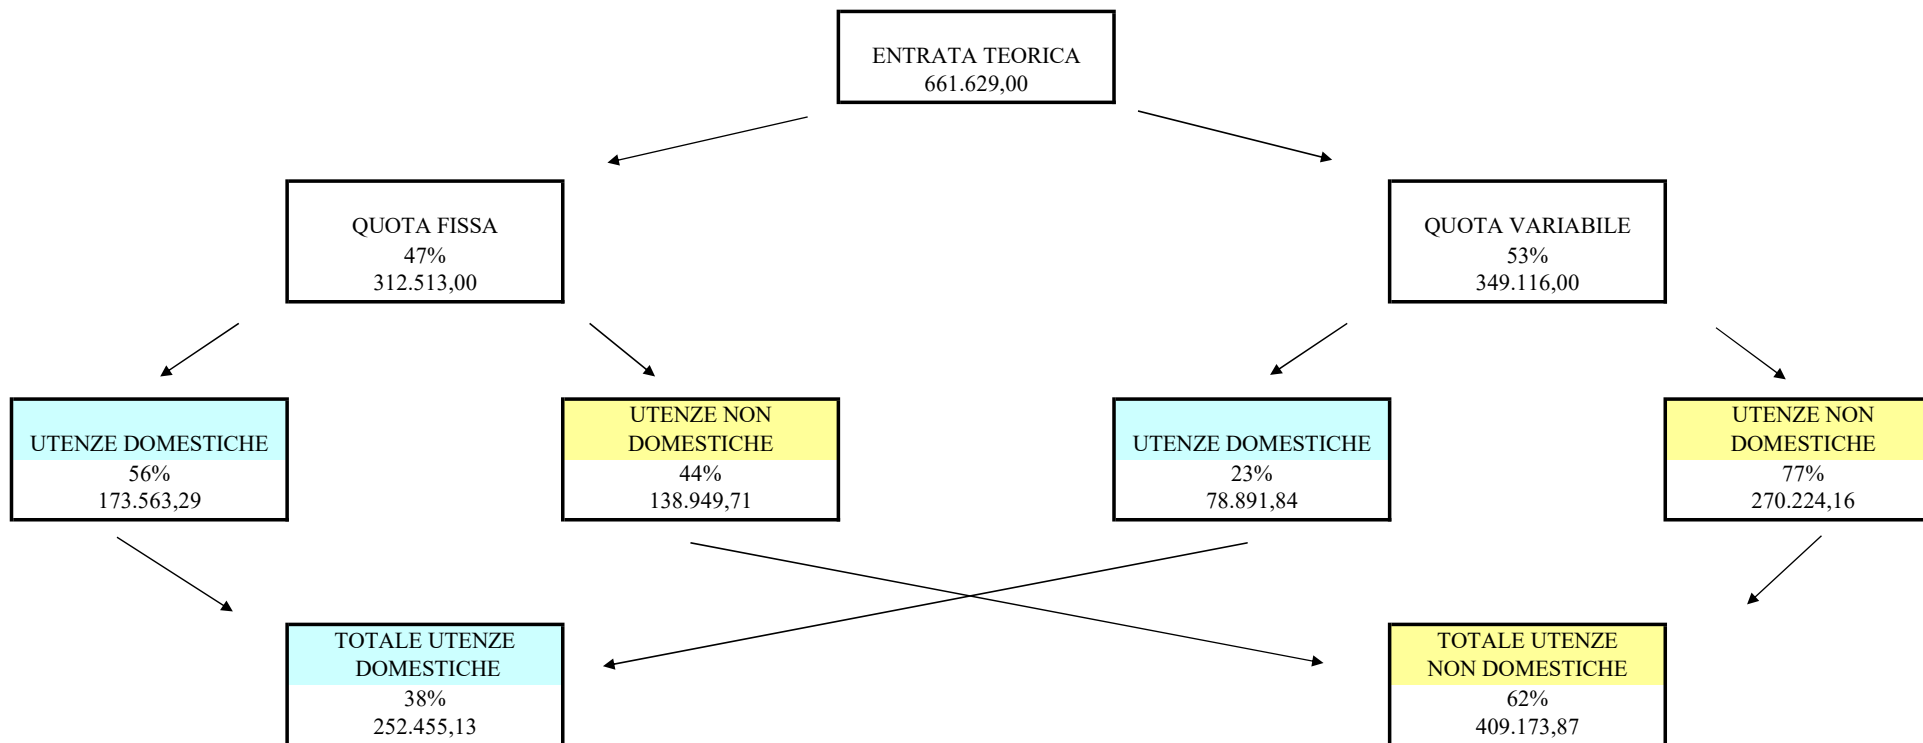 ENTRATA TEORICA
661.629,00
QUOTA FISSA
47%
312.513,00
QUOTA VARIABILE
53%
349.116,00
UTENZE DOMESTICHE
56%
173.563,29
UTENZE NON
DOMESTICHE
44%
138.949,71
UTENZE DOMESTICHE
23%
78.891,84
UTENZE NON
DOMESTICHE
77%
270.224,16
TOTALE UTENZE
DOMESTICHE
38%
252.455,13
TOTALE UTENZE
NON DOMESTICHE
62%
409.173,87